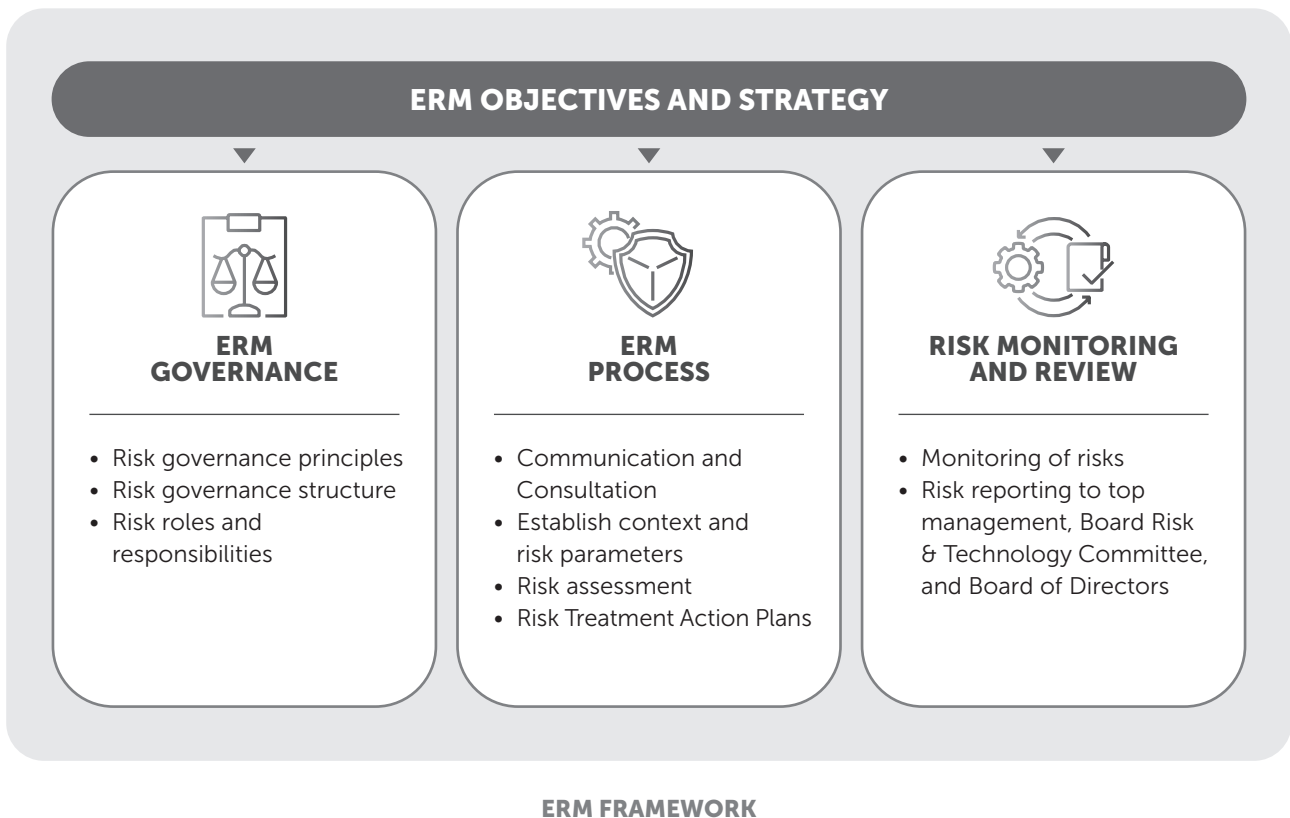 ERM OBJECTIVES AND STRATEGY
ERM
GOVERNANCE
• Risk governance principles
• Risk governance structure
• Risk roles and
responsibilities
ERM
PROCESS
• Communication and
Consultation
• Establish context and
risk parameters
• Risk assessment
• Risk Treatment Action Plans
RISK MONITORING
AND REVIEW
• Monitoring of risks
• Risk reporting to top
management, Board Risk
& Technology Committee,
and Board of Directors
ERM FRAMEWORK